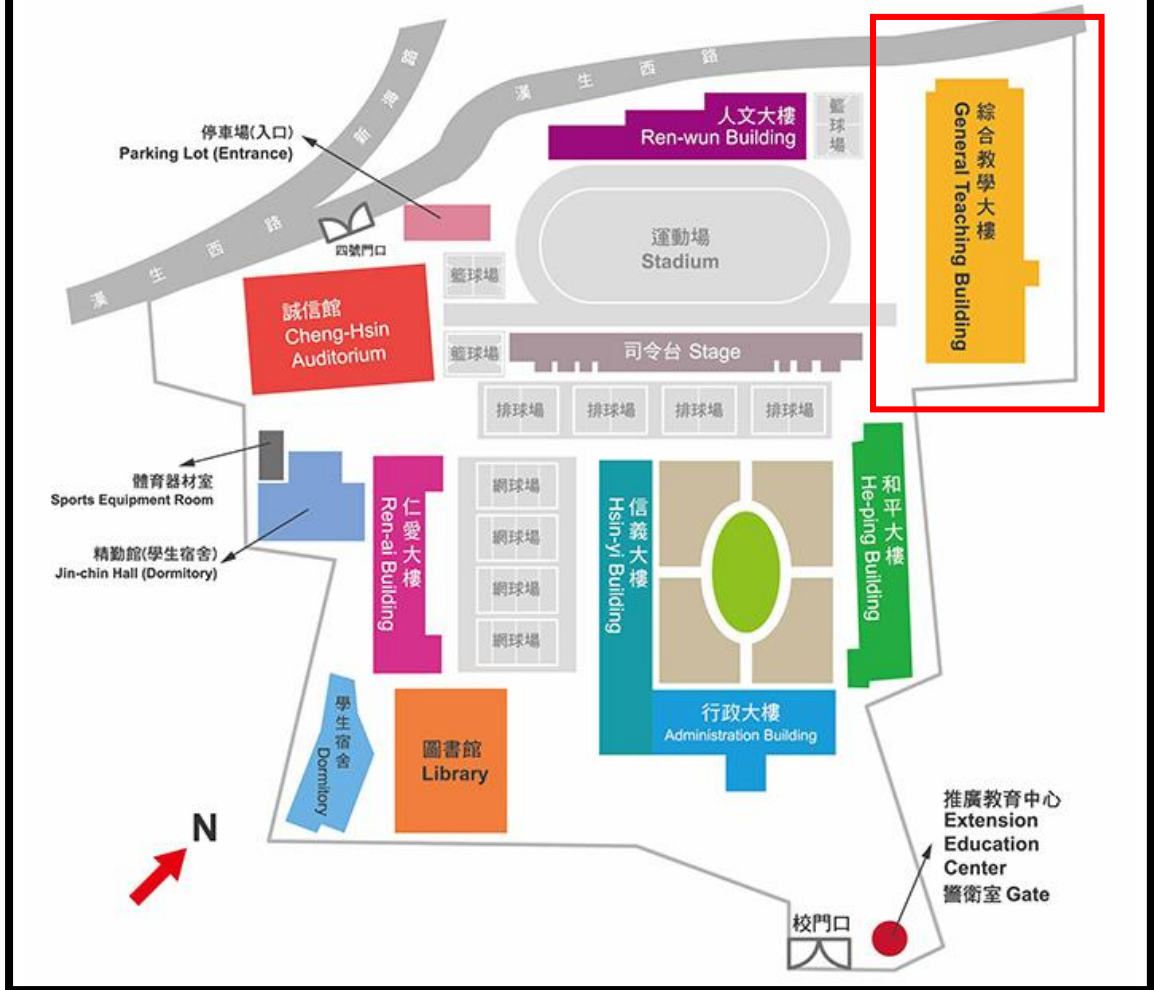 新海路
漢生西路
停車場(入口)
Parking Lot (Entrance)
人文大樓
Ren-wun Building
籃球場
綜合教學大樓
General Teaching Building
漢生西路
四號門口
運動場
Stadium
籃球場
誠信館
Cheng-Hsin
Auditorium
籃球場
司令台 Stage
排球場
排球場
排球場
排球場
體育器材室
Sports Equipment Room
精勤館(學生宿舍)
Jin-chin Hall (Dormitory)
仁愛大樓
Ren-ai Building
網球場
網球場
網球場
網球場
信義大樓
Hsin-yi Building
和平大樓
He-ping Building
學生宿舍
Dormitory
圖書館
Library
行政大樓
Administration Building
N
推廣教育中心
Extension
Education
Center
警衛室 Gate
校門口